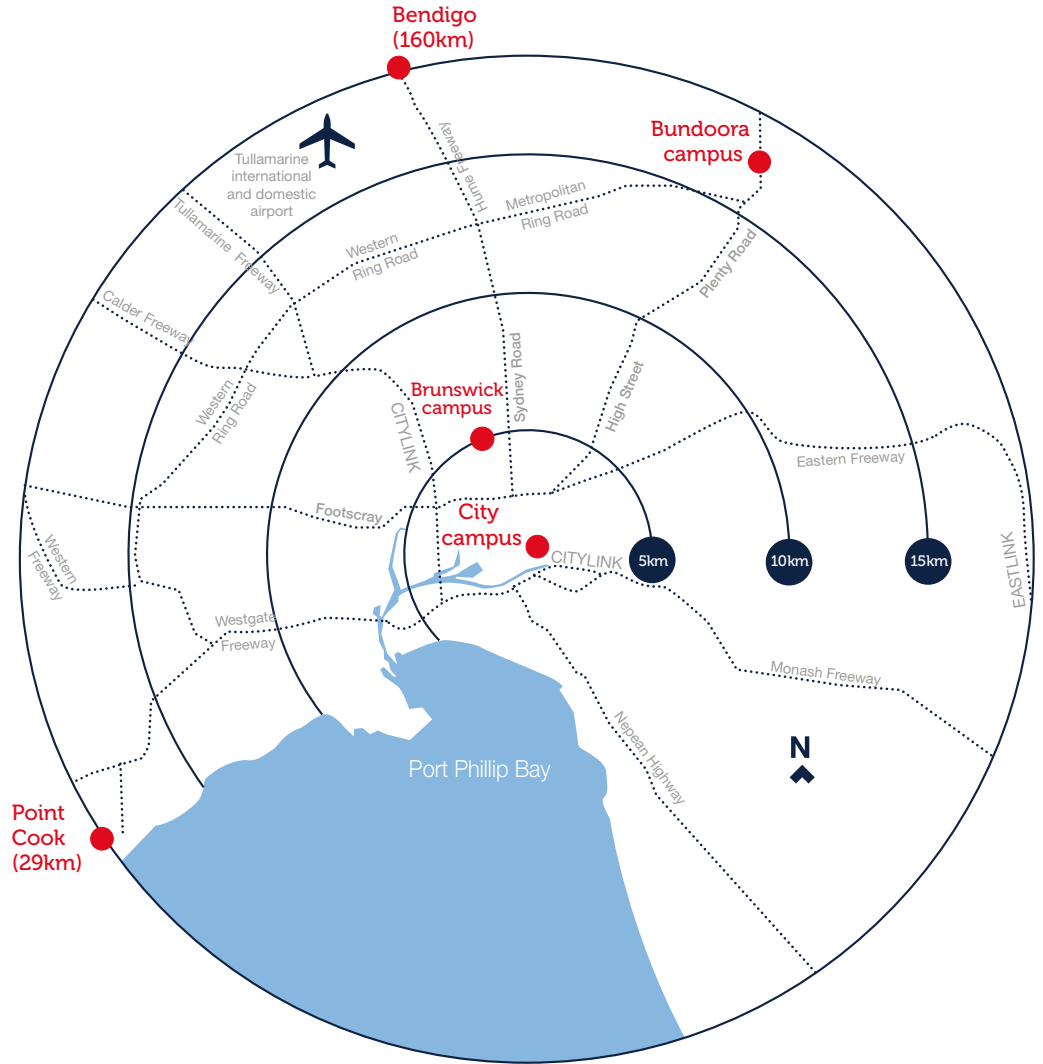 Bendigo
(160km)
Bundoora
campus
Tullamarine
international
and domestic
airport
Hume Freeway
Metropolitan
Ring Road
Tullamarine Freeway
Western
Ring Road
Plenty Road
Calder Freeway
Sydney Road
High Street
Western
Ring Road
Brunswick
campus
CITYLINK
Eastern Freeway
Footscray
City
campus
CITYLINK
5km
10km
15km
EASTLINK
Western
Freeway
Westgate
Freeway
Monash Freeway
Nepean Highway
N
Port Phillip Bay
Point
Cook
(29km)